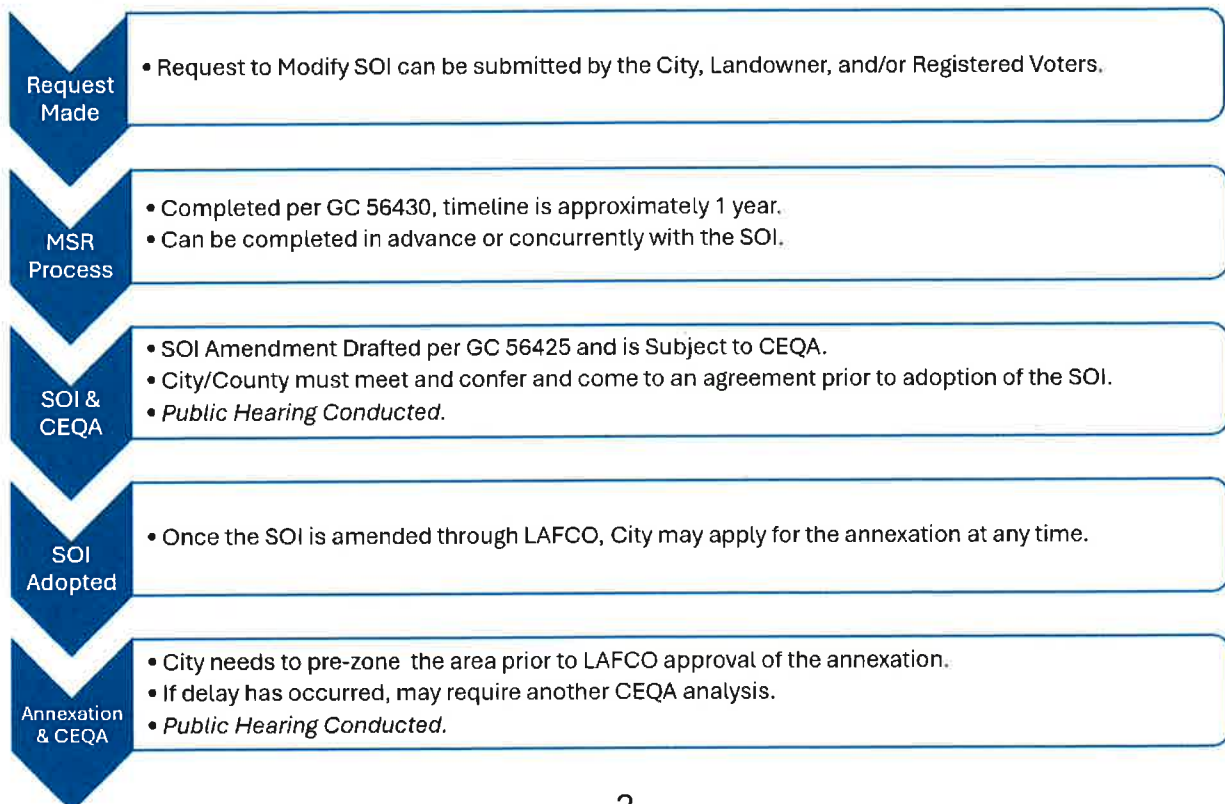 Request
Made
• Request to Modify SOI can be submitted by the City, Landowner, and/or Registered Voters.
MSR
Process
• Completed per GC 56430, timeline is approximately 1 year.
• Can be completed in advance or concurrently with the SOI.
SOI &
CEQA
• SOI Amendment Drafted per GC 56425 and is Subject to CEQA.
• City/County must meet and confer and come to an agreement prior to adoption of the SOI.
• Public Hearing Conducted.
SOI
Adopted
• Once the SOI is amended through LAFCO, City may apply for the annexation at any time.
Annexation
& CEQA
• City needs to pre-zone the area prior to LAFCO approval of the annexation.
• If delay has occurred, may require another CEQA analysis.
• Public Hearing Conducted.